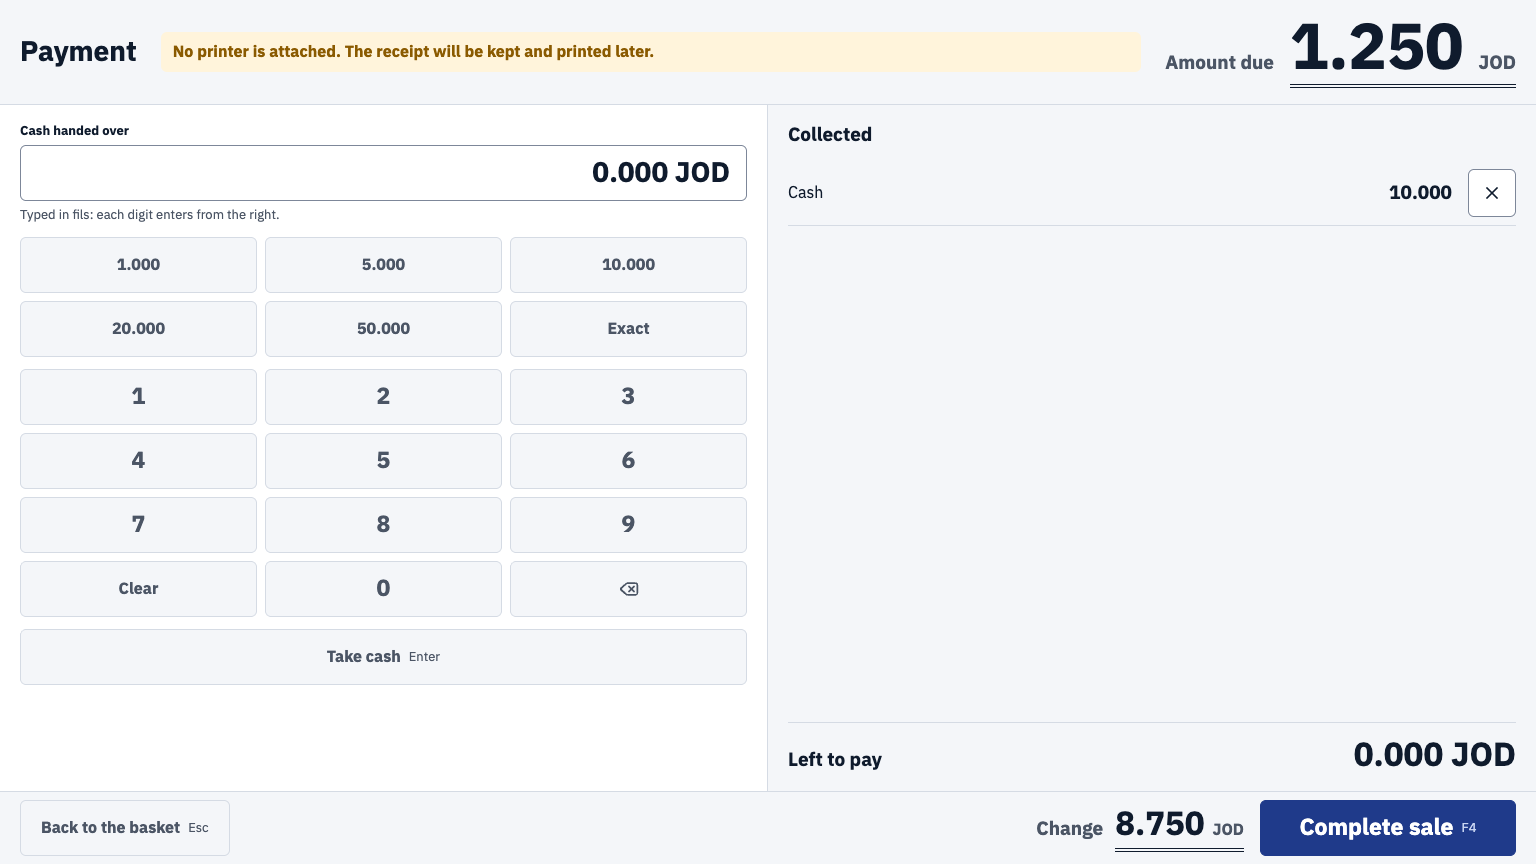 Payment
No printer is attached. The receipt will be kept and printed later.
Amount due 1.250 JOD
Cash handed over
0.000 JOD
Typed in fils: each digit enters from the right.
1.000 5.000 10.000
20.000 50.000 Exact
1 2 3
4 5 6
7 8 9
Clear 0
Take cash Enter
Collected
Cash 10.000
Left to pay 0.000 JOD
Back to the basket Esc
Change 8.750 JOD
Complete sale F4